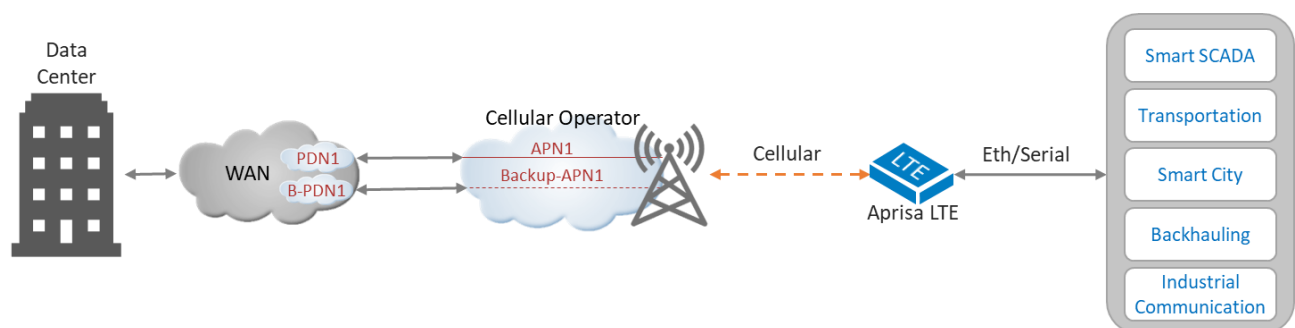 Data
Center
WAN
PDN1
B-PDN1
Cellular Operator
APN1
Backup-APN1
Cellular
LTE
Aprisa LTE
Eth/Serial
Smart SCADA
Transportation
Smart City
Backhauling
Industrial
Communication